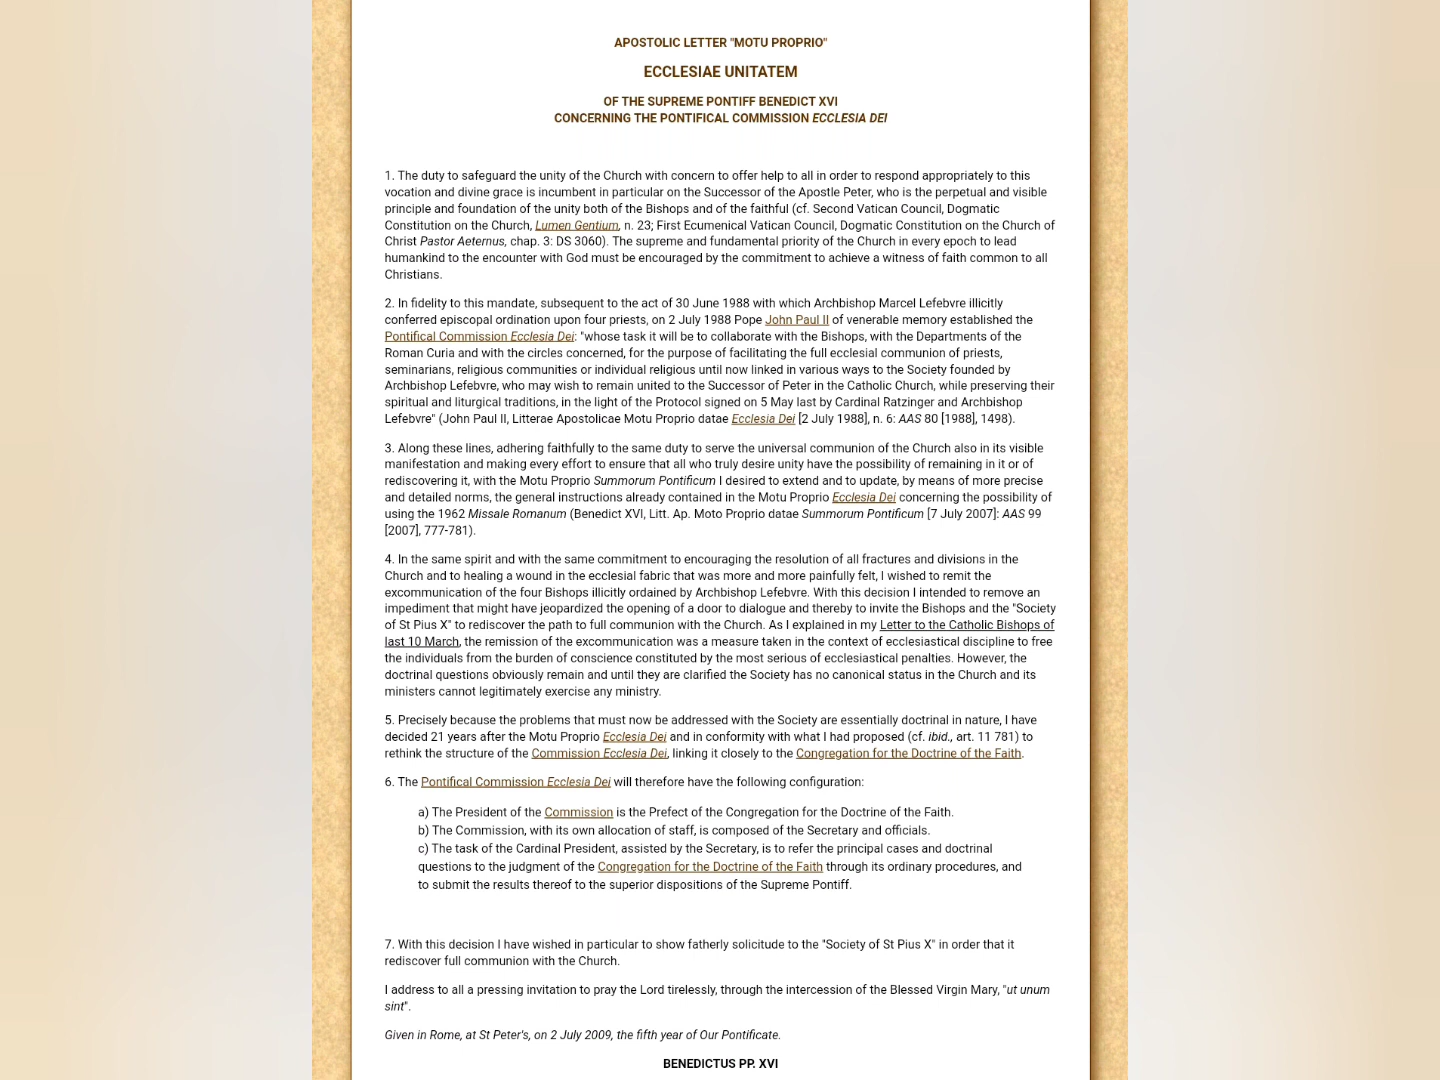 APOSTOLIC LETTER "MOTU PROPRIO"
ECCLESIAE UNITATEM
OF THE SUPREME PONTIFF BENEDICT XVI
CONCERNING THE PONTIFICAL COMMISSION ECCLESIA DEI
1. The duty to safeguard the unity of the Church with concern to offer help to all in order to respond appropriately to this
vocation and divine grace is incumbent in particular on the Successor of the Apostle Peter, who is the perpetual and visible
principle and foundation of the unity both of the Bishops and of the faithful (cf. Second Vatican Council, Dogmatic
Constitution on the Church, Lumen Gentium, n. 23; First Ecumenical Vatican Council, Dogmatic Constitution on the Church of
Christ Pastor Aeternus, chap. 3: DS 3060). The supreme and fundamental priority of the Church in every epoch to lead
humankind to the encounter with God must be encouraged by the commitment to achieve a witness of faith common to all
Christians.
2. In fidelity to this mandate, subsequent to the act of 30 June 1988 with which Archbishop Marcel Lefebvre illicitly
conferred episcopal ordination upon four priests, on 2 July 1988 Pope John Paul II of venerable memory established the
Pontifical Commission Ecclesia Dei: "whose task it will be to collaborate with the Bishops, with the Departments of the
Roman Curia and with the circles concerned, for the purpose of facilitating the full ecclesial communion of priests,
seminarians, religious communities or individual religious until now linked in various ways to the Society founded by
Archbishop Lefebvre, who may wish to remain united to the Successor of Peter in the Catholic Church, while preserving their
spiritual and liturgical traditions, in the light of the Protocol signed on 5 May last by Cardinal Ratzinger and Archbishop
Lefebvre" (John Paul II, Litterae Apostolicae Motu Proprio datae Ecclesia Dei [2 July 1988], n. 6: AAS 80 [1988], 1498).
3. Along these lines, adhering faithfully to the same duty to serve the universal communion of the Church also in its visible
manifestation and making every effort to ensure that all who truly desire unity have the possibility of remaining in it or of
rediscovering it, with the Motu Proprio Summorum Pontificum I desired to extend and to update, by means of more precise
and detailed norms, the general instructions already contained in the Motu Proprio Ecclesia Dei concerning the possibility of
using the 1962 Missale Romanum (Benedict XVI, Litt. Ap. Moto Proprio datae Summorum Pontificum [7 July 2007]: AAS 99
[2007], 777-781).
4. In the same spirit and with the same commitment to encouraging the resolution of all fractures and divisions in the
Church and to healing a wound in the ecclesial fabric that was more and more painfully felt, I wished to remit the
excommunication of the four Bishops illicitly ordained by Archbishop Lefebvre. With this decision I intended to remove an
impediment that might have jeopardized the opening of a door to dialogue and thereby to invite the Bishops and the "Society
of St Pius X" to rediscover the path to full communion with the Church. As I explained in my Letter to the Catholic Bishops of
last 10 March, the remission of the excommunication was a measure taken in the context of ecclesiastical discipline to free
the individuals from the burden of conscience constituted by the most serious of ecclesiastical penalties. However, the
doctrinal questions obviously remain and until they are clarified the Society has no canonical status in the Church and its
ministers cannot legitimately exercise any ministry.
5. Precisely because the problems that must now be addressed with the Society are essentially doctrinal in nature, I have
decided 21 years after the Motu Proprio Ecclesia Dei and in conformity with what I had proposed (cf. ibid., art. 11 781) to
rethink the structure of the Commission Ecclesia Dei, linking it closely to the Congregation for the Doctrine of the Faith.
6. The Pontifical Commission Ecclesia Dei will therefore have the following configuration:
a) The President of the Commission is the Prefect of the Congregation for the Doctrine of the Faith.
b) The Commission, with its own allocation of staff, is composed of the Secretary and officials.
c) The task of the Cardinal President, assisted by the Secretary, is to refer the principal cases and doctrinal
questions to the judgment of the Congregation for the Doctrine of the Faith through its ordinary procedures, and
to submit the results thereof to the superior dispositions of the Supreme Pontiff.
7. With this decision I have wished in particular to show fatherly solicitude to the "Society of St Pius X" in order that it
rediscover full communion with the Church.
I address to all a pressing invitation to pray the Lord tirelessly, through the intercession of the Blessed Virgin Mary, "ut unum
sint".
Given in Rome, at St Peter's, on 2 July 2009, the fifth year of Our Pontificate.
BENEDICTUS PP. XVI